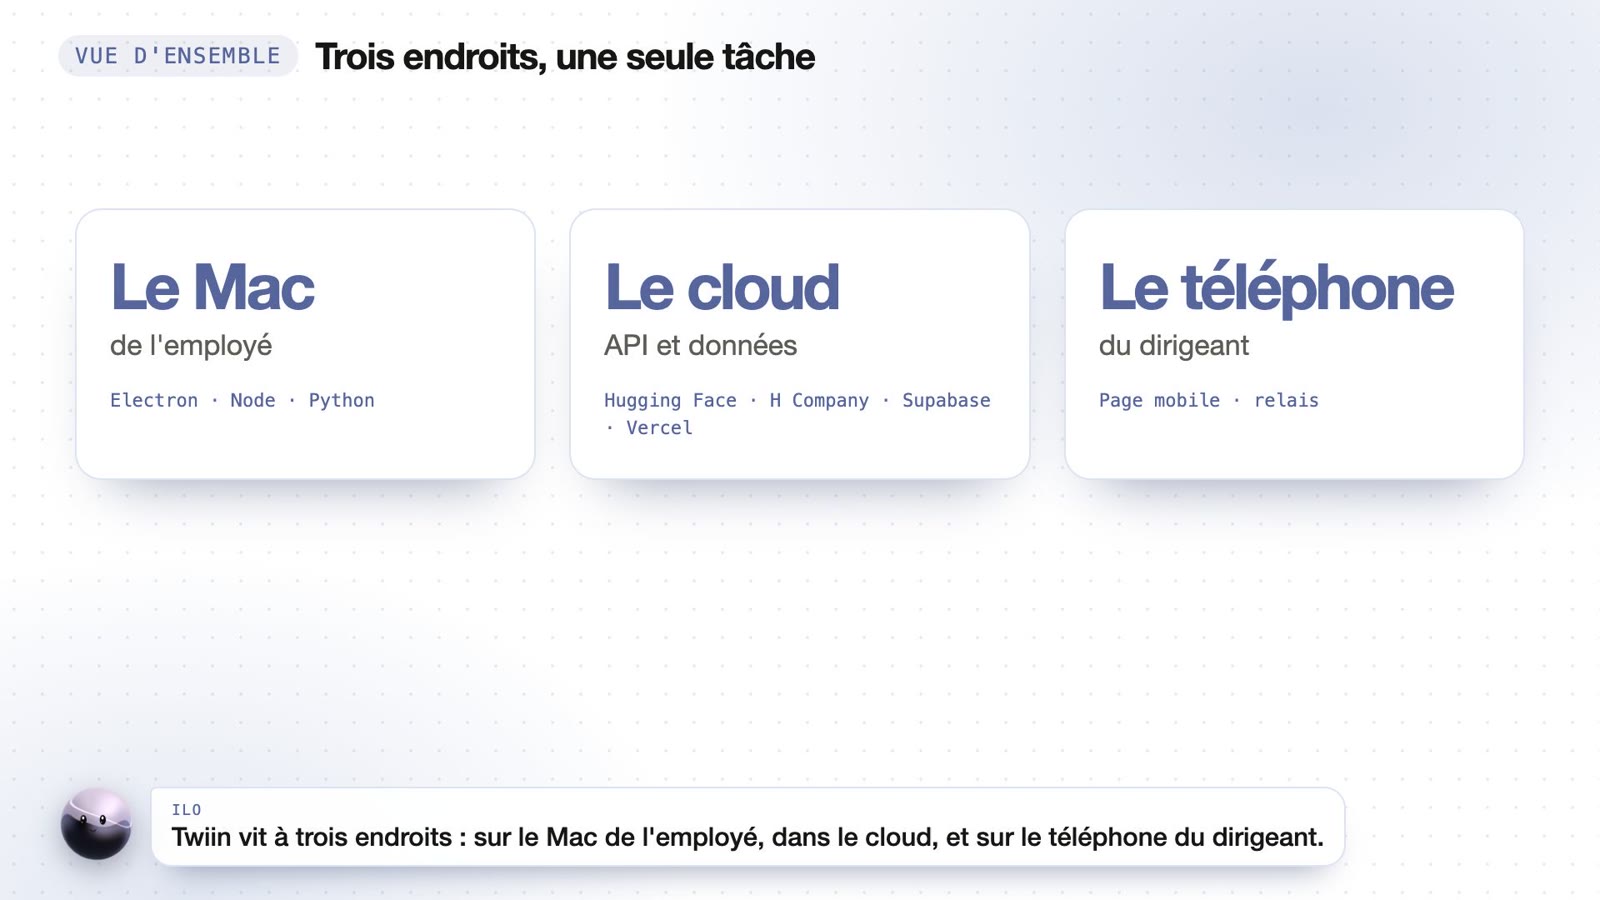 VUE D'ENSEMBLE Trois endroits, une seule tâche
Le Mac
de l'employé
Electron · Node · Python
Le cloud
API et données
Hugging Face · H Company · Supabase
· Vercel
Le téléphone
du dirigeant
Page mobile · relais
ILO
Twiin vit à trois endroits : sur le Mac de l'employé, dans le cloud, et sur le téléphone du dirigeant.